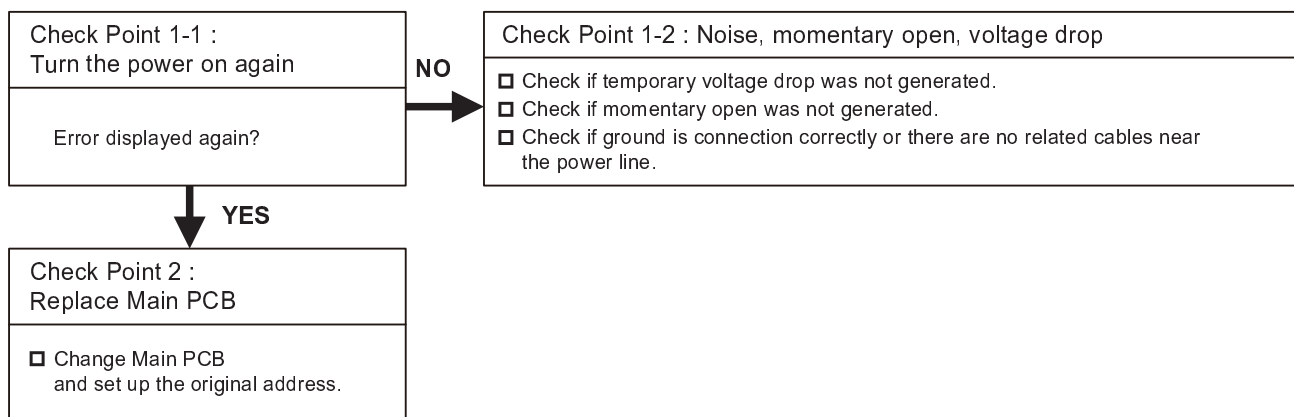 Check Point 1-1 :
Turn the power on again
Error displayed again?
NO
Check Point 1-2 : Noise, momentary open, voltage drop
Check if temporary voltage drop was not generated.
Check if momentary open was not generated.
Check if ground is connection correctly or there are no related cables near
the power line.
YES
Check Point 2 :
Replace Main PCB
Change Main PCB
and set up the original address.